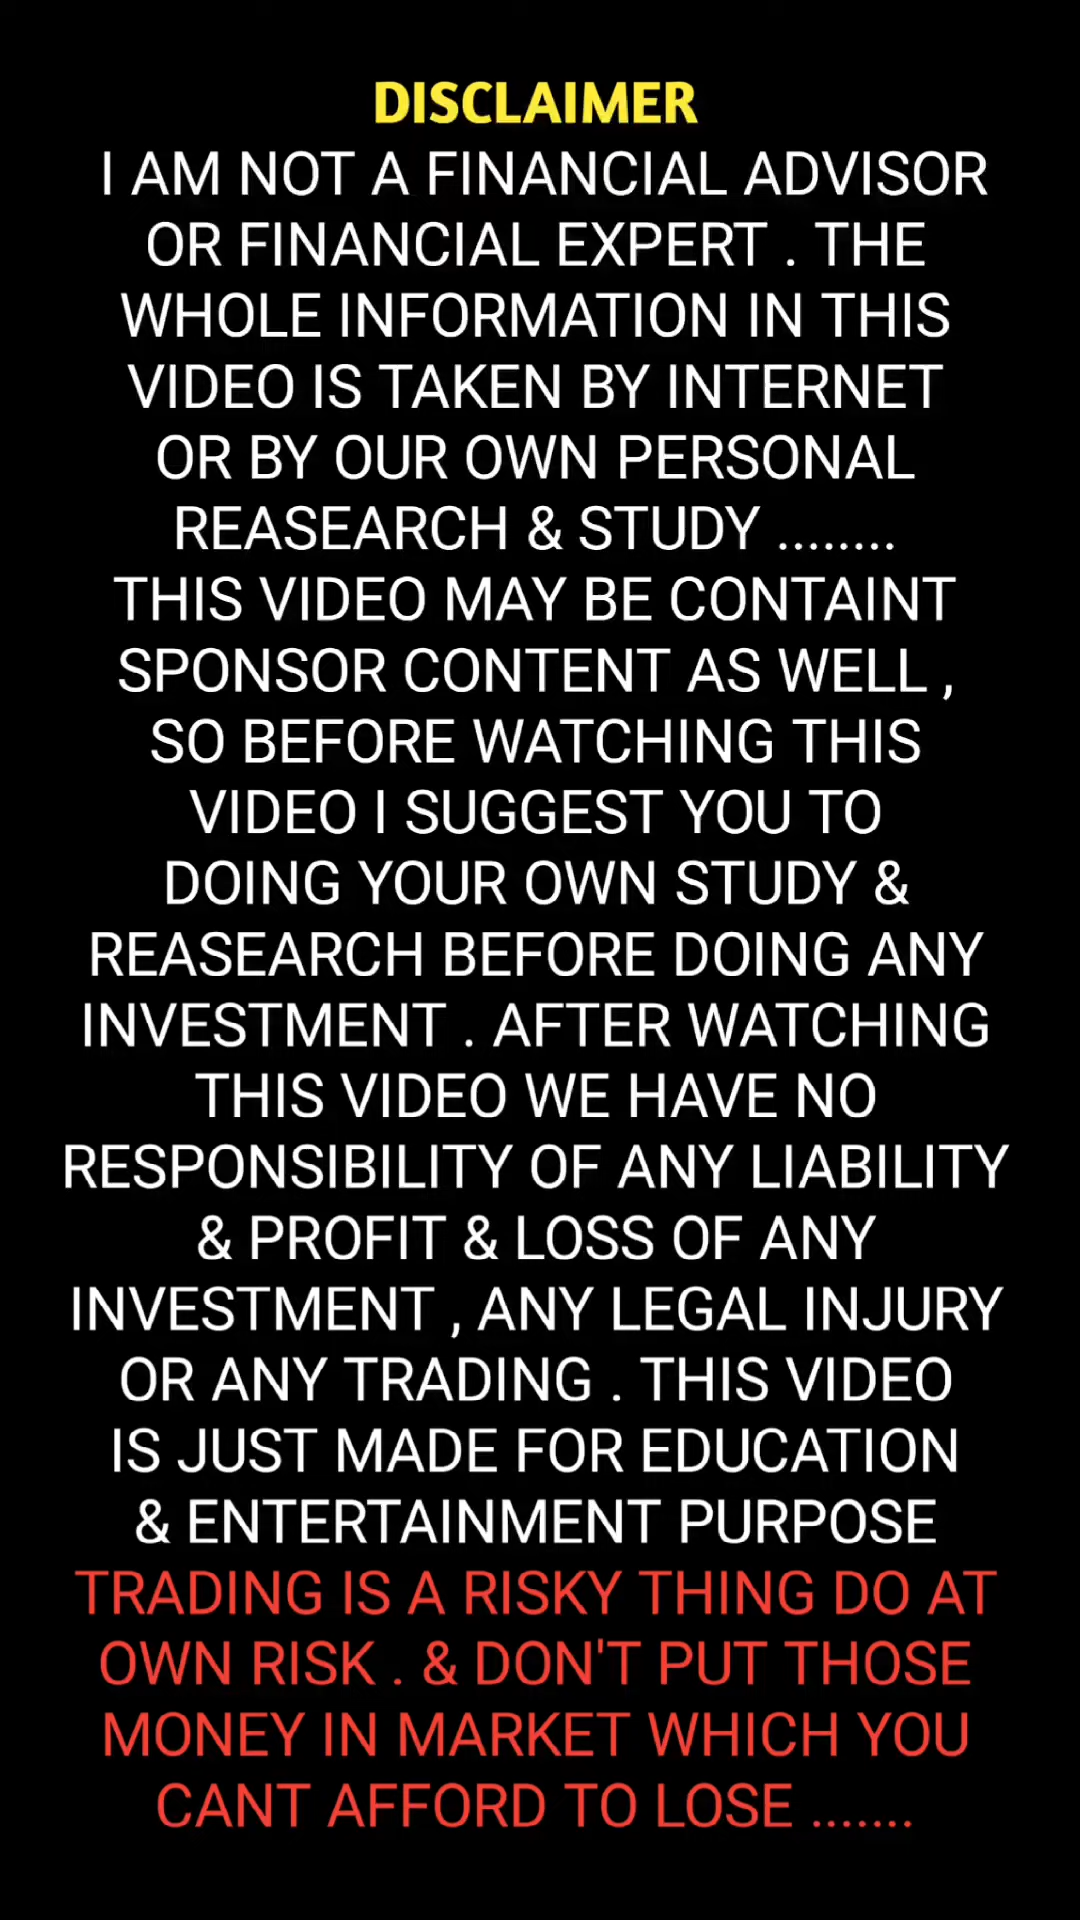 DISCLAIMER
I AM NOT A FINANCIAL ADVISOR
OR FINANCIAL EXPERT . THE
WHOLE INFORMATION IN THIS
VIDEO IS TAKEN BY INTERNET
OR BY OUR OWN PERSONAL
REASEARCH & STUDY ........
THIS VIDEO MAY BE CONTAINT
SPONSOR CONTENT AS WELL ,
SO BEFORE WATCHING THIS
VIDEO I SUGGEST YOU TO
DOING YOUR OWN STUDY &
REASEARCH BEFORE DOING ANY
INVESTMENT . AFTER WATCHING
THIS VIDEO WE HAVE NO
RESPONSIBILITY OF ANY LIABILITY
& PROFIT & LOSS OF ANY
INVESTMENT , ANY LEGAL INJURY
OR ANY TRADING . THIS VIDEO
IS JUST MADE FOR EDUCATION
& ENTERTAINMENT PURPOSE
TRADING IS A RISKY THING DO AT
OWN RISK . & DON'T PUT THOSE
MONEY IN MARKET WHICH YOU
CANT AFFORD TO LOSE .......